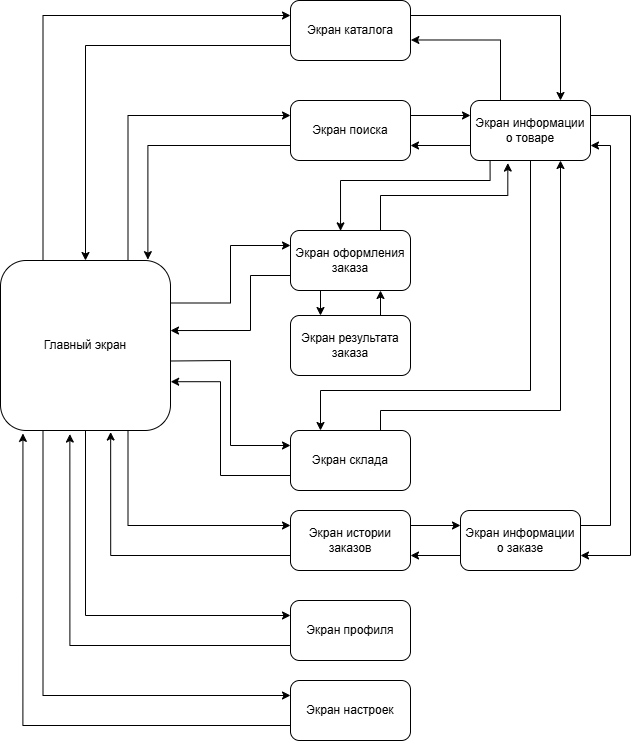 Экран каталога
Экран поиска
Экран информации
о товаре
Экран оформления
заказа
Главный экран
Экран результата
заказа
Экран склада
Экран истории
заказов
Экран информации
о заказе
Экран профиля
Экран настроек